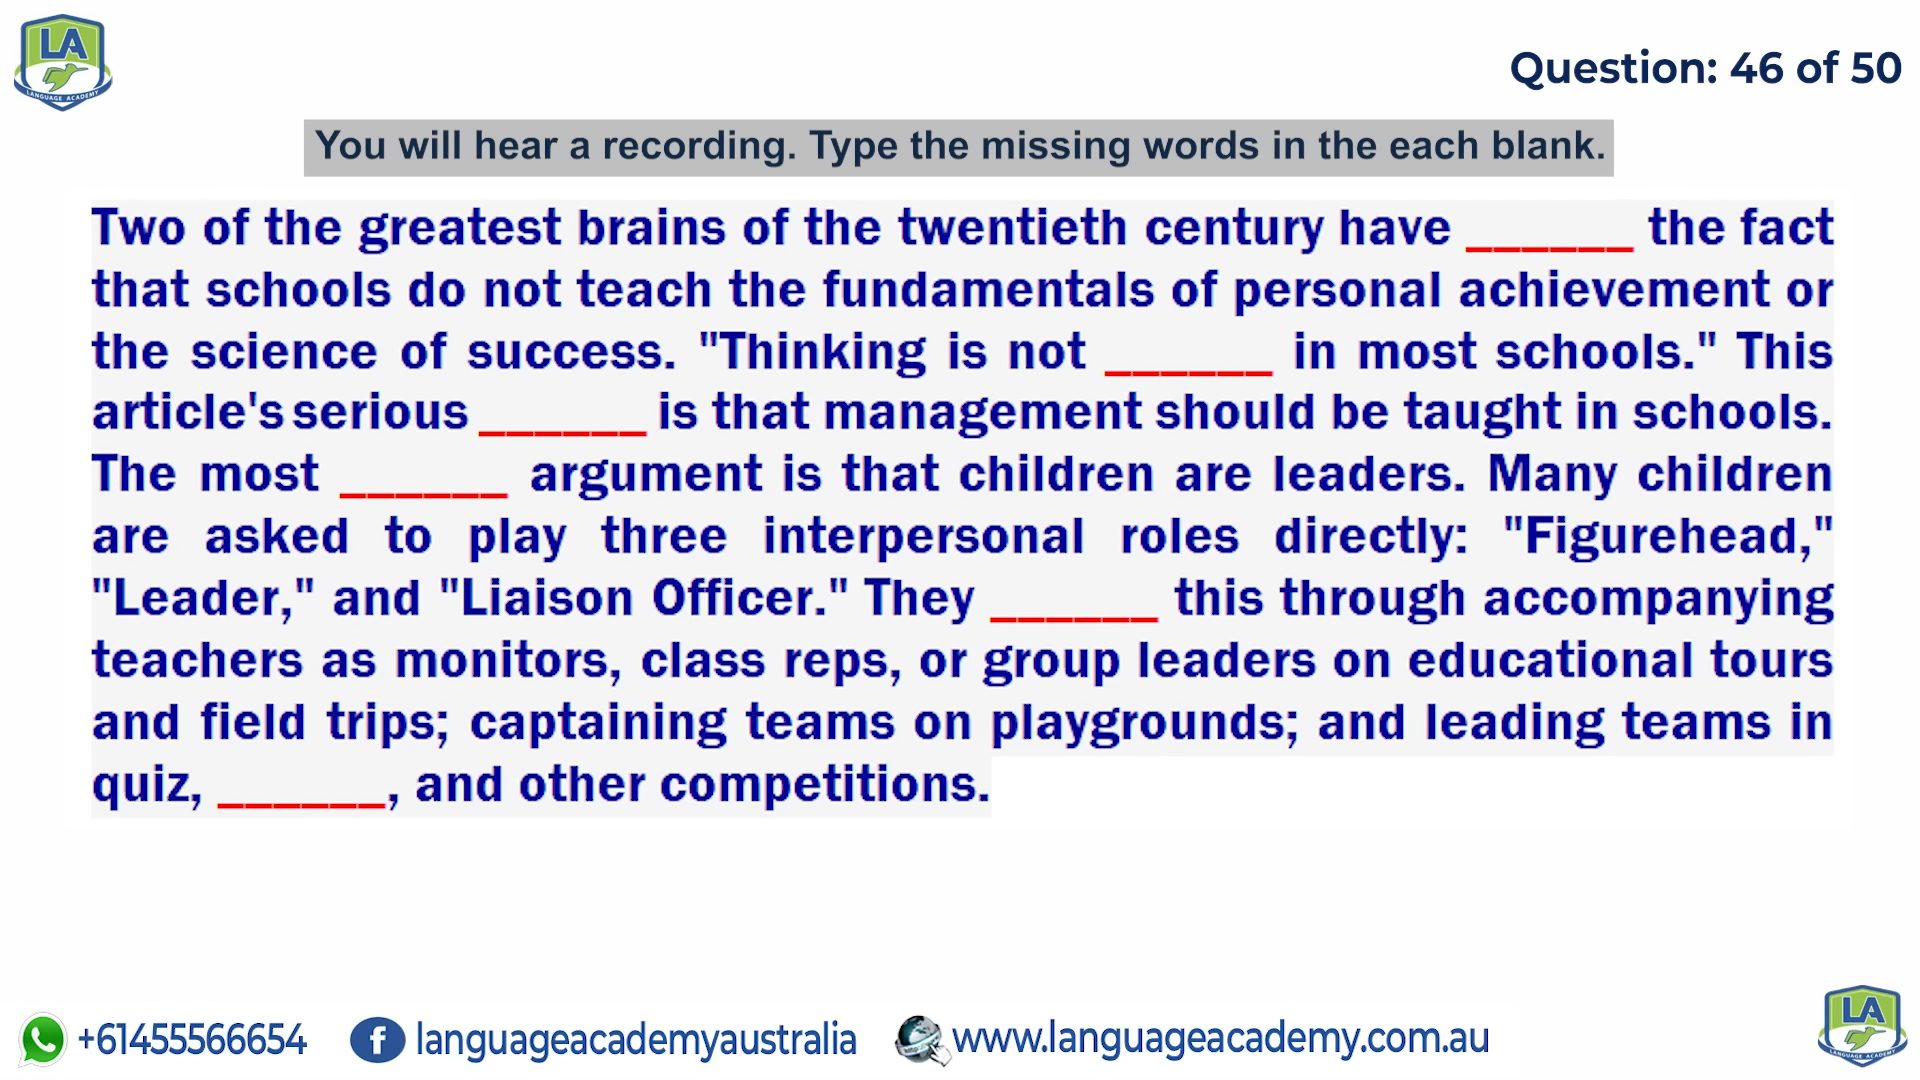 LA
LANGUAGE ACADEMY
Question: 46 of 50
You will hear a recording. Type the missing words in the each blank.
Two of the greatest brains of the twentieth century have ______ the fact
that schools do not teach the fundamentals of personal achievement or
the science of success. "Thinking is not ______ in most schools." This
article's serious ______ is that management should be taught in schools.
The most ______ argument is that children are leaders. Many children
are asked to play three interpersonal roles directly: "Figurehead,"
"Leader," and "Liaison Officer." They ______ this through accompanying
teachers as monitors, class reps, or group leaders on educational tours
and field trips; captaining teams on playgrounds; and leading teams in
quiz, ______, and other competitions.
+61455566654 languageacademyaustralia www.languageacademy.com.au
LA
LANGUAGE ACADEMY